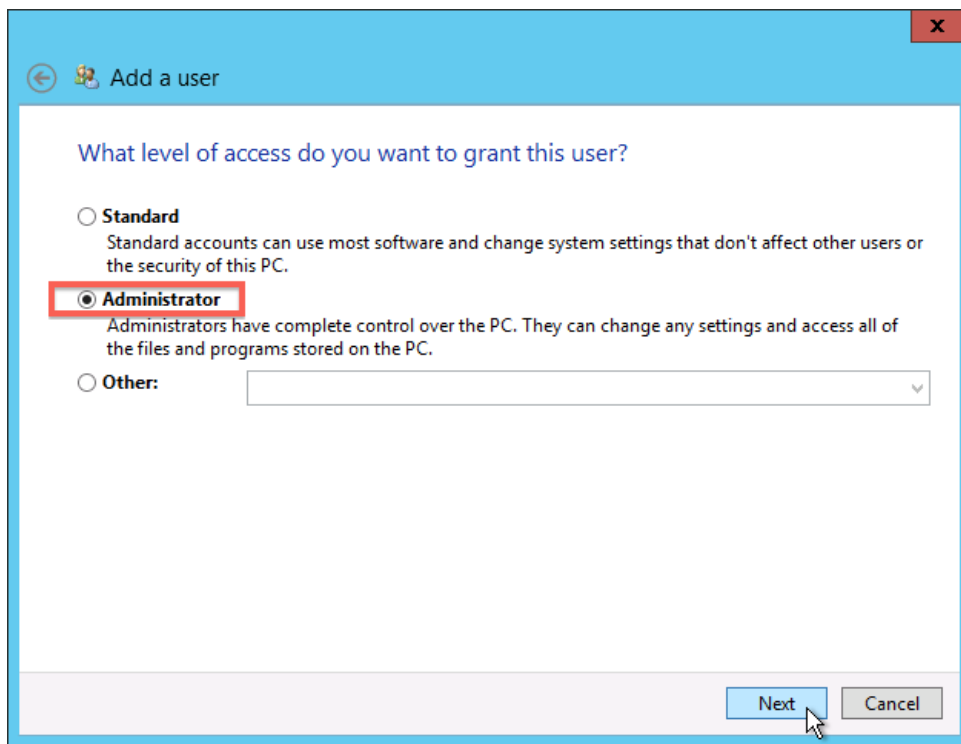 x
Add a user
What level of access do you want to grant this user?
Standard
Standard accounts can use most software and change system settings that don't affect other users or
the security of this PC.
Administrator
Administrators have complete control over the PC. They can change any settings and access all of
the files and programs stored on the PC.
Other:
Next Cancel